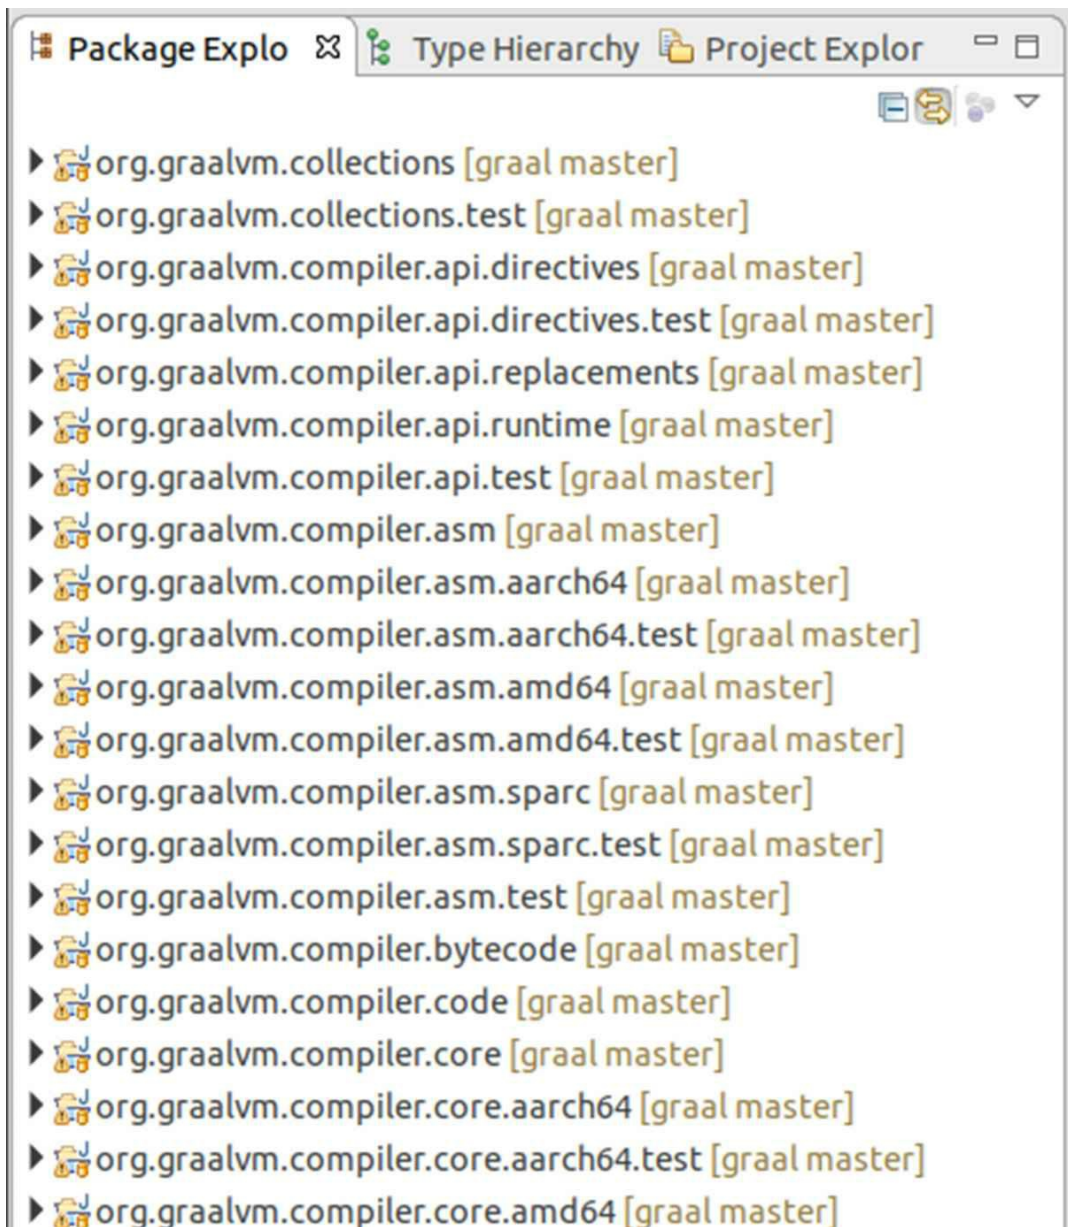 Package Explo Type Hierarchy Project Explor
org.graalvm.collections [graal master]
org.graalvm.collections.test [graal master]
org.graalvm.compiler.api.directives [graal master]
org.graalvm.compiler.api.directives.test [graal master]
org.graalvm.compiler.api.replacements [graal master]
org.graalvm.compiler.api.runtime [graal master]
org.graalvm.compiler.api.test [graal master]
org.graalvm.compiler.asm [graal master]
org.graalvm.compiler.asm.aarch64 [graal master]
org.graalvm.compiler.asm.aarch64.test [graal master]
org.graalvm.compiler.asm.amd64 [graal master]
org.graalvm.compiler.asm.amd64.test [graal master]
org.graalvm.compiler.asm.sparc [graal master]
org.graalvm.compiler.asm.sparc.test [graal master]
org.graalvm.compiler.asm.test [graal master]
org.graalvm.compiler.bytecode [graal master]
org.graalvm.compiler.code [graal master]
org.graalvm.compiler.core [graal master]
org.graalvm.compiler.core.aarch64 [graal master]
org.graalvm.compiler.core.aarch64.test [graal master]
org.graalvm.compiler.core.amd64 [graal master]